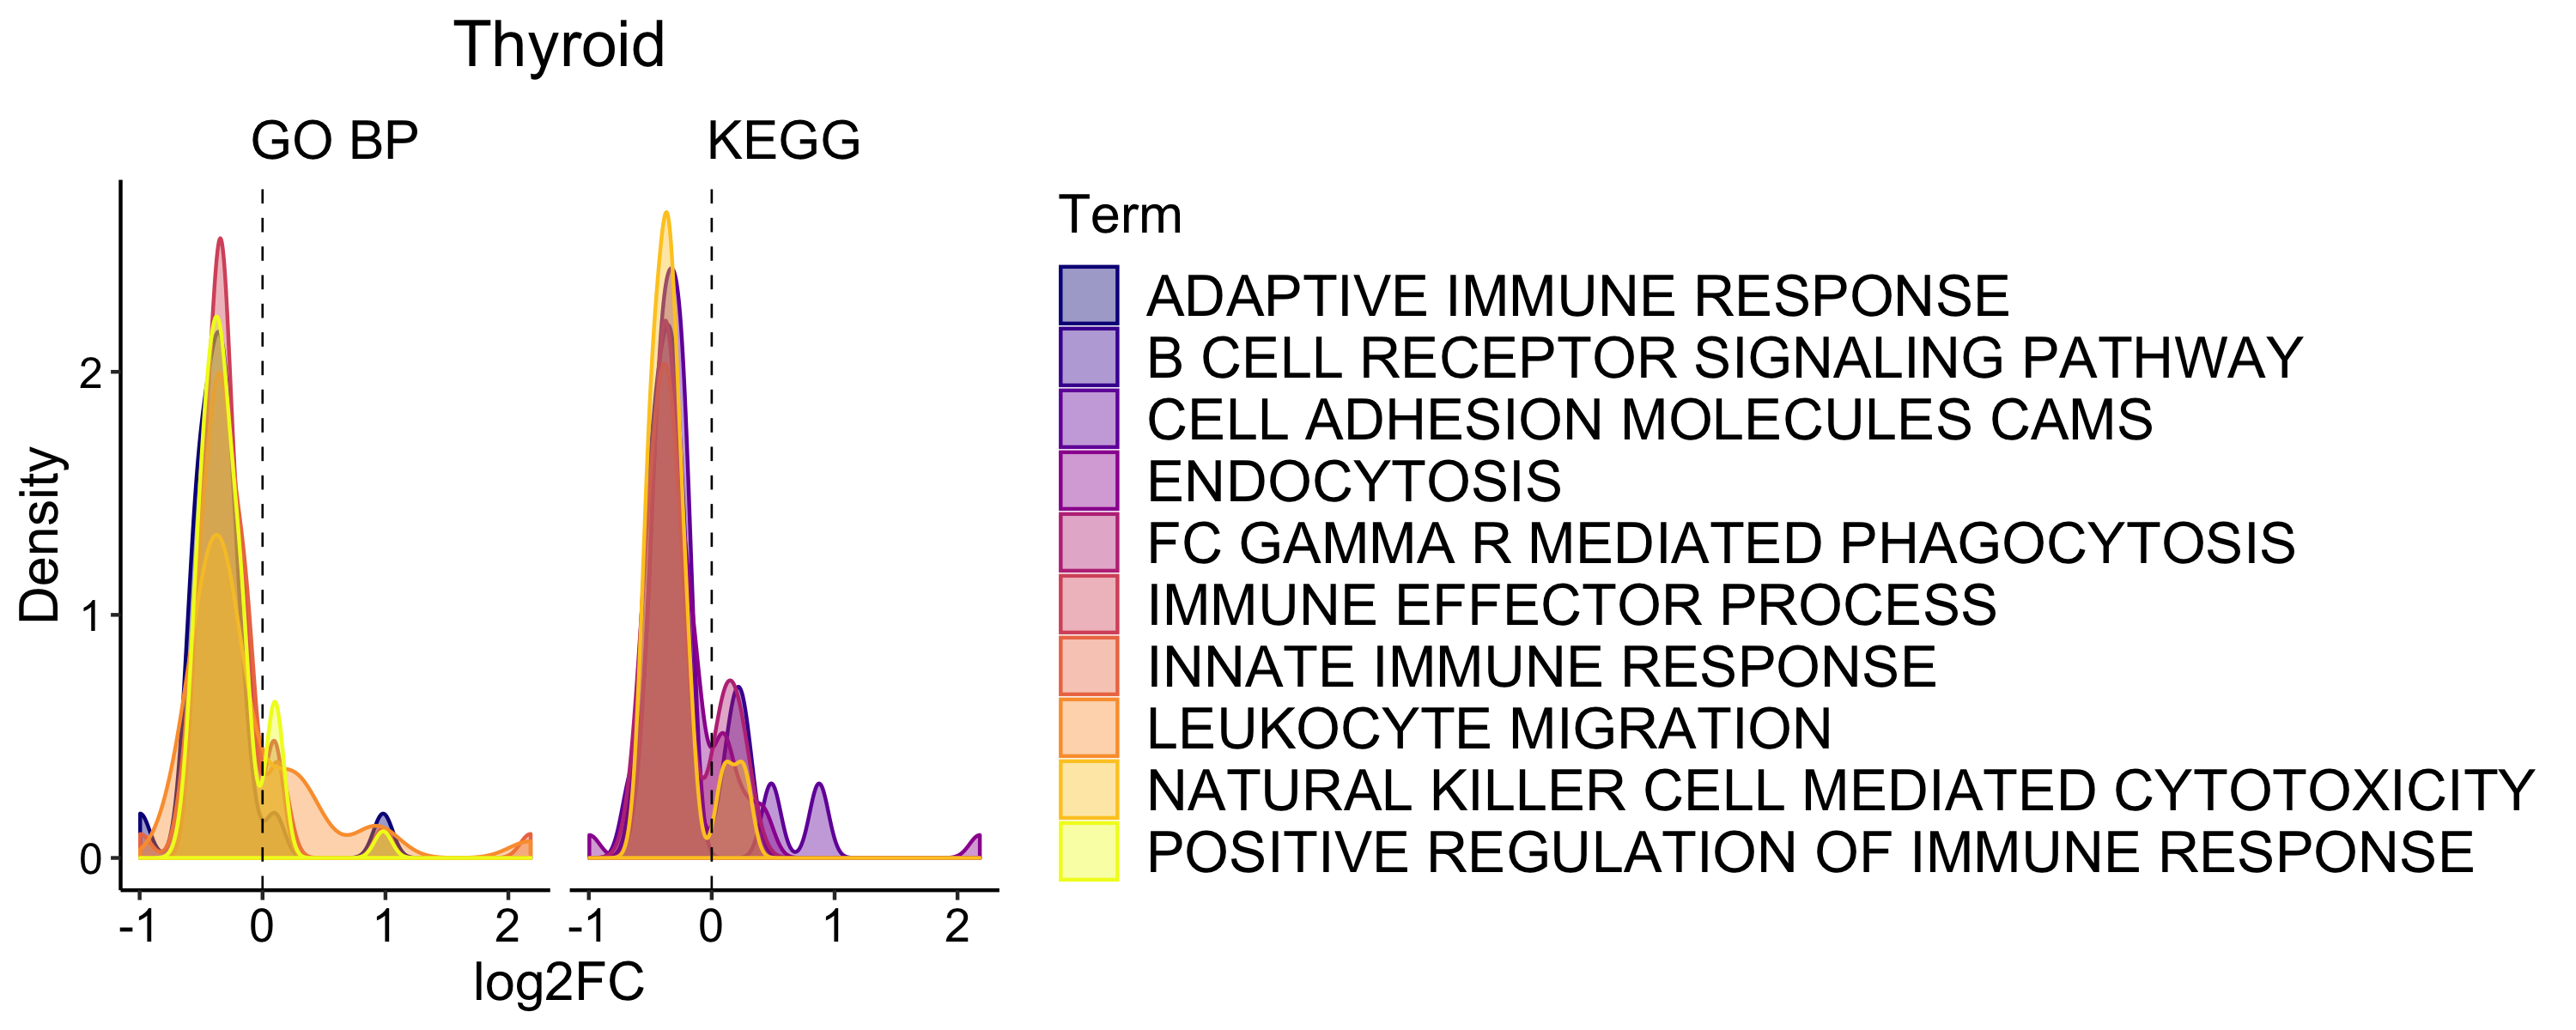 Thyroid
GO BP
KEGG
Density
2
1
0
-1 0 1 2
-1 0 1 2
log2FC
Term
ADAPTIVE IMMUNE RESPONSE
B CELL RECEPTOR SIGNALING PATHWAY
CELL ADHESION MOLECULES CAMS
ENDOCYTOSIS
FC GAMMA R MEDIATED PHAGOCYTOSIS
IMMUNE EFFECTOR PROCESS
INNATE IMMUNE RESPONSE
LEUKOCYTE MIGRATION
NATURAL KILLER CELL MEDIATED CYTOTOXICITY
POSITIVE REGULATION OF IMMUNE RESPONSE